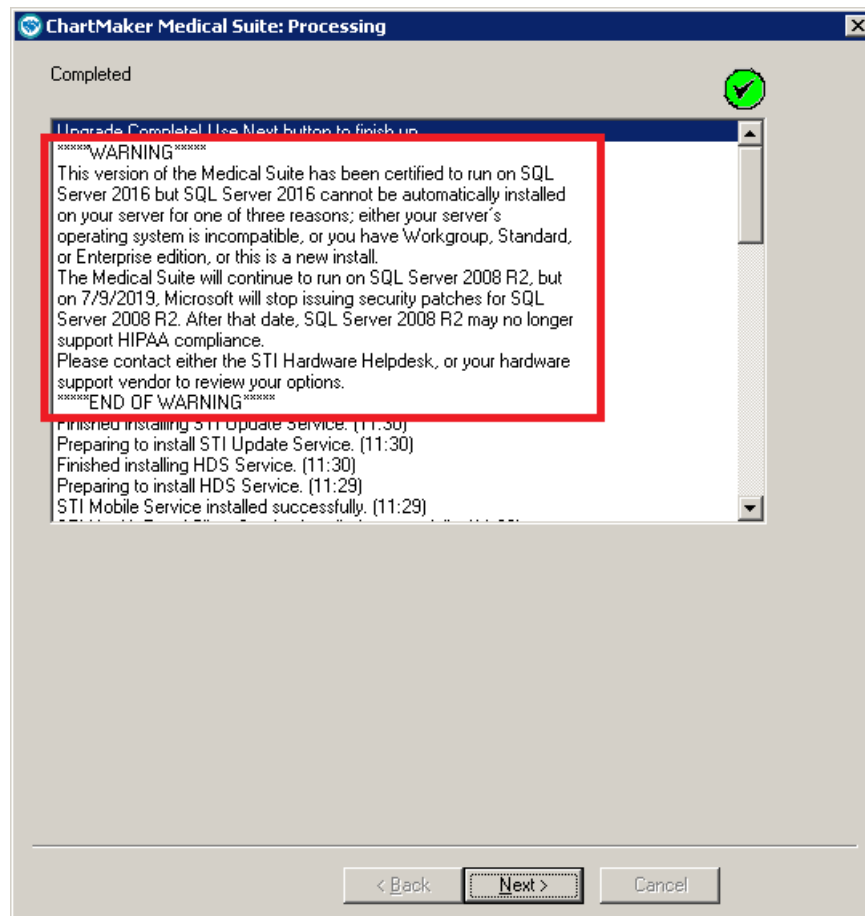 ChartMaker Medical Suite: Processing
Completed
Upgrade Complete! Use Next button to finish up
*****WARNING*****
This version of the Medical Suite has been certified to run on SQL
Server 2016 but SQL Server 2016 cannot be automatically installed
on your server for one of three reasons; either your server´s
operating system is incompatible, or you have Workgroup, Standard,
or Enterprise edition, or this is a new install.
The Medical Suite will continue to run on SQL Server 2008 R2, but
on 7/9/2019, Microsoft will stop issuing security patches for SQL
Server 2008 R2. After that date, SQL Server 2008 R2 may no longer
support HIPAA compliance.
Please contact either the STI Hardware Helpdesk, or your hardware
support vendor to review your options.
*****END OF WARNING*****
Finished installing STI Update Service. (11:30)
Preparing to install STI Update Service. (11:30)
Finished installing HDS Service. (11:30)
Preparing to install HDS Service. (11:29)
STI Mobile Service installed successfully. (11:29)
< Back
Next >
Cancel